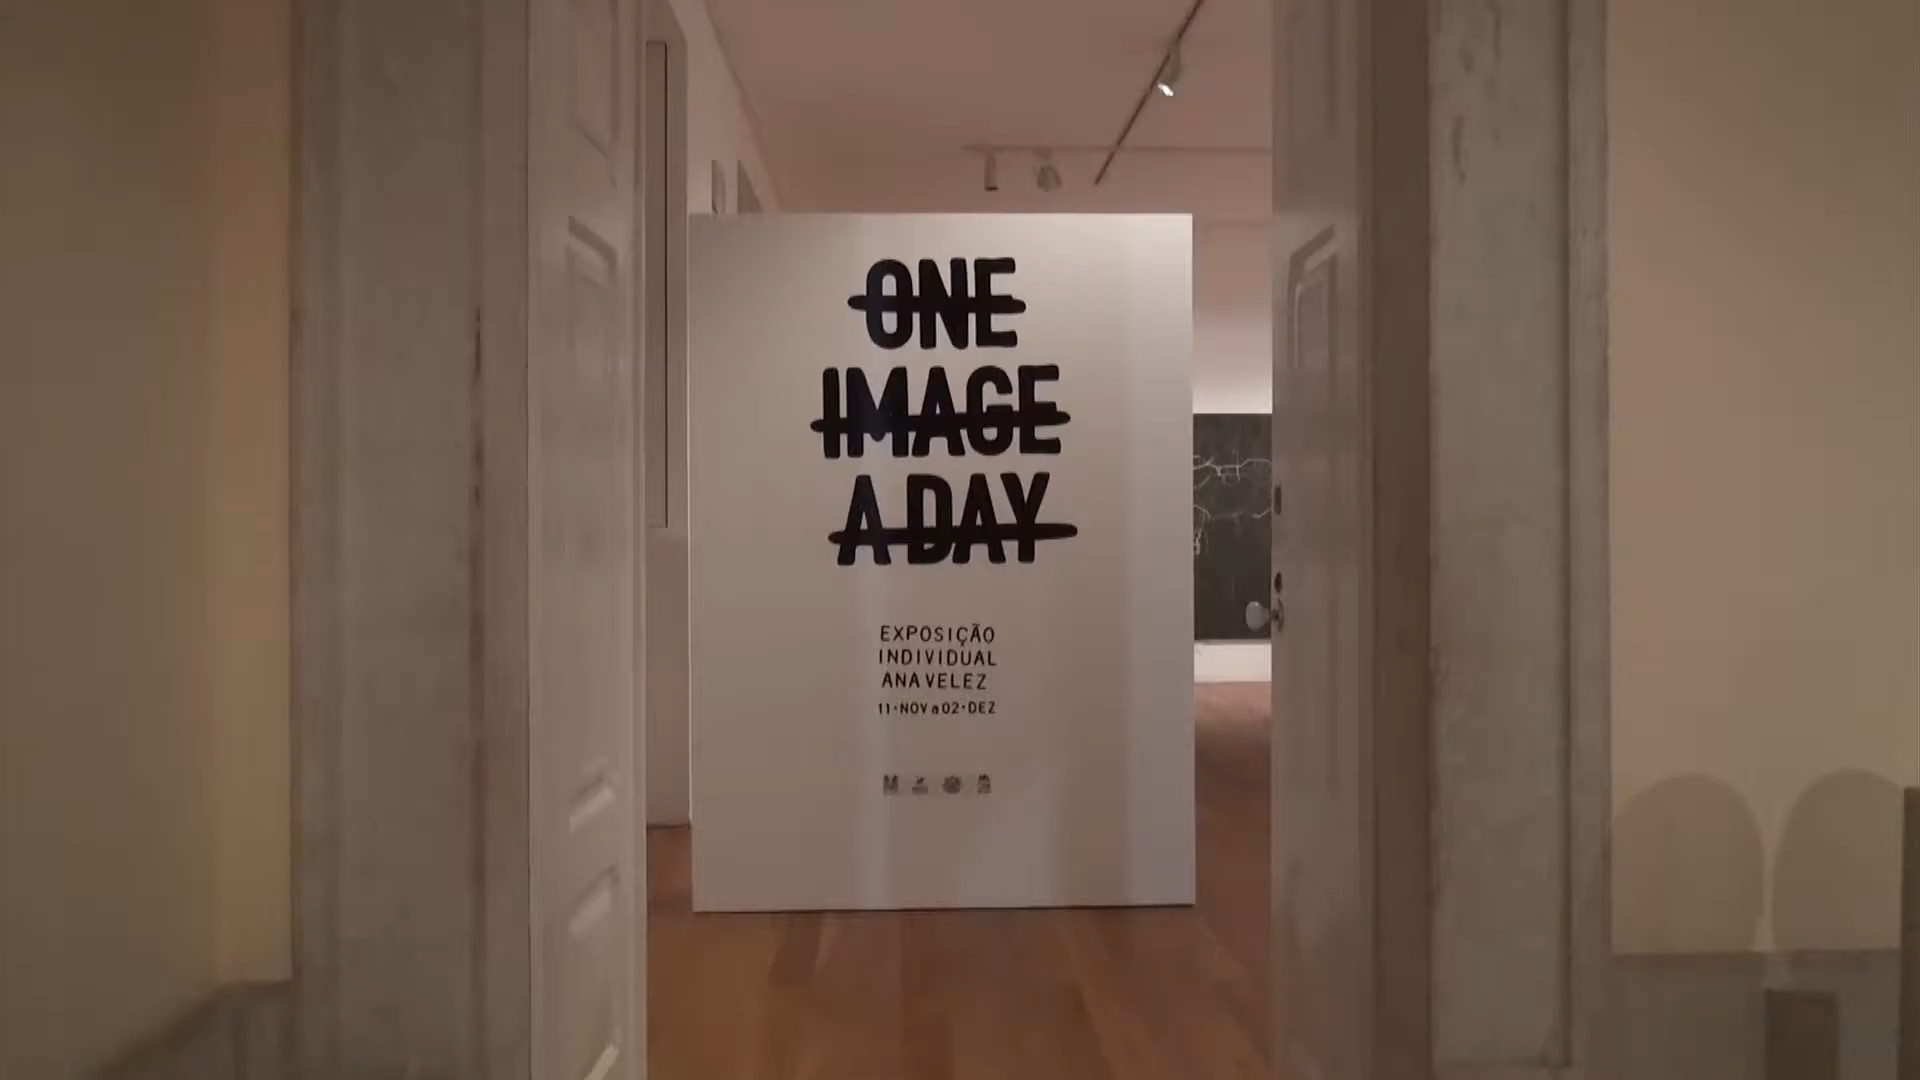 ONE
IMAGE
A DAY
EXPOSIÇÃO
INDIVIDUAL
ANA VELEZ
11·NOV a 02·DEZ